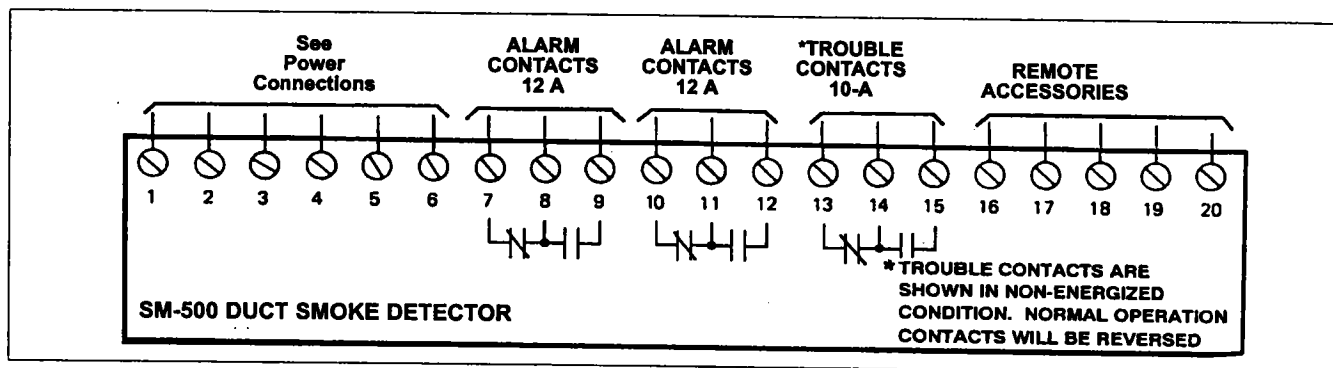 See
Power
Connections
ALARM
CONTACTS
12 A
ALARM
CONTACTS
12 A
*TROUBLE
CONTACTS
10-A
REMOTE
ACCESSORIES
1 2 3 4 5 6 7 8 9 10 11 12 13 14 15 16 17 18 19 20
* TROUBLE CONTACTS ARE
SHOWN IN NON-ENERGIZED
CONDITION. NORMAL OPERATION
CONTACTS WILL BE REVERSED
SM-500 DUCT SMOKE DETECTOR